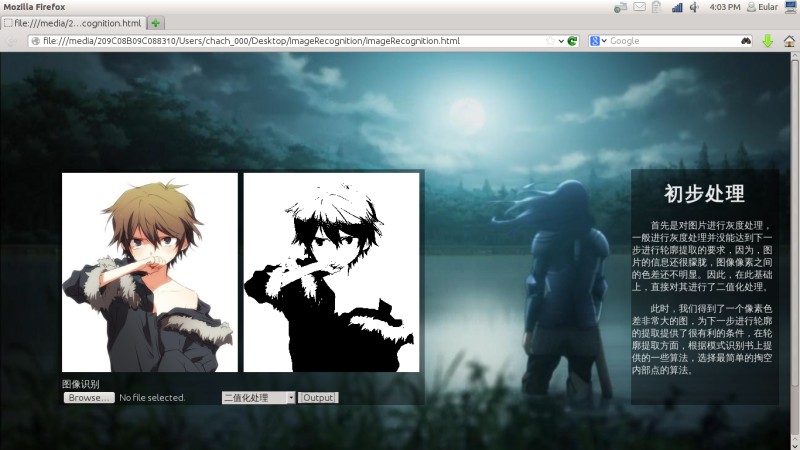 Mozilla Firefox
4:03 PM
Eular
file:///media/2...cognition.html
file:///media/209C08B09C088310/Users/chach_000/Desktop/ImageRecognition/ImageRecognition.html
Google
图像识别
Browse...
No file selected.
二值化处理
|Output|
初步处理
首先是对图片进行灰度处理，
一般进行灰度处理并没能达到下一
步进行轮廓提取的要求，因为，图
片的信息还很朦胧，图像像素之间
的色差还不明显。因此，在此基础
上，直接对其进行了二值化处理。
此时，我们得到了一个像素色
差非常大的图，为下一步进行轮廓
的提取提供了很有利的条件，在轮
廓提取方面，根据模式识别书上提
供的一些算法，选择最简单的掏空
内部点的算法。